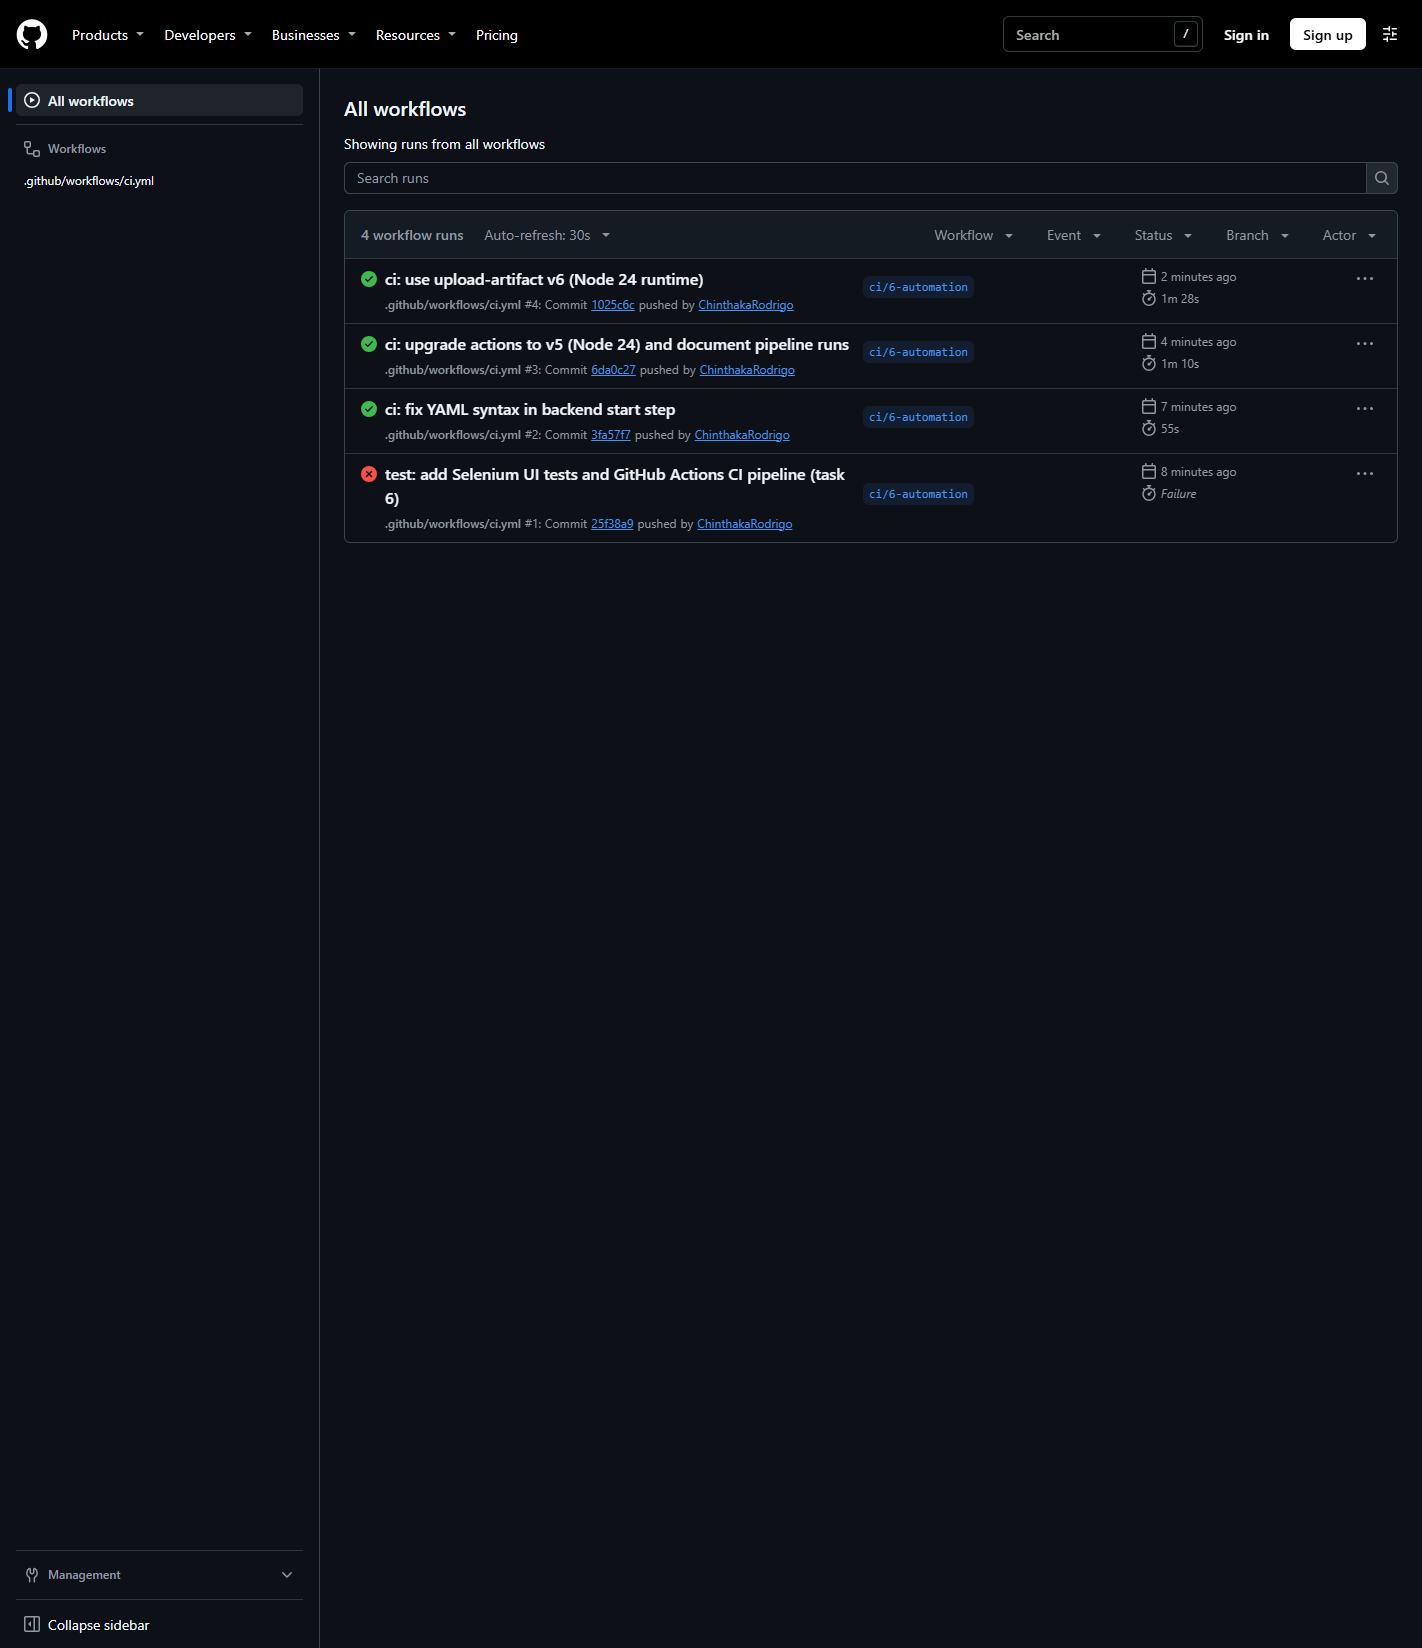 Products Developers Businesses Resources Pricing Search / Sign in Sign up
All workflows
Workflows
.github/workflows/ci.yml
All workflows
Showing runs from all workflows
Search runs
4 workflow runs Auto-refresh: 30s Workflow Event Status Branch Actor
ci: use upload-artifact v6 (Node 24 runtime)
.github/workflows/ci.yml #4: Commit 1025c6c pushed by ChinthakaRodrigo
ci/6-automation
2 minutes ago
1m 28s
ci: upgrade actions to v5 (Node 24) and document pipeline runs
.github/workflows/ci.yml #3: Commit 6da0c27 pushed by ChinthakaRodrigo
ci/6-automation
4 minutes ago
1m 10s
ci: fix YAML syntax in backend start step
.github/workflows/ci.yml #2: Commit 3fa57f7 pushed by ChinthakaRodrigo
ci/6-automation
7 minutes ago
55s
test: add Selenium UI tests and GitHub Actions CI pipeline (task
6)
.github/workflows/ci.yml #1: Commit 25f38a9 pushed by ChinthakaRodrigo
ci/6-automation
8 minutes ago
Failure
Management
Collapse sidebar